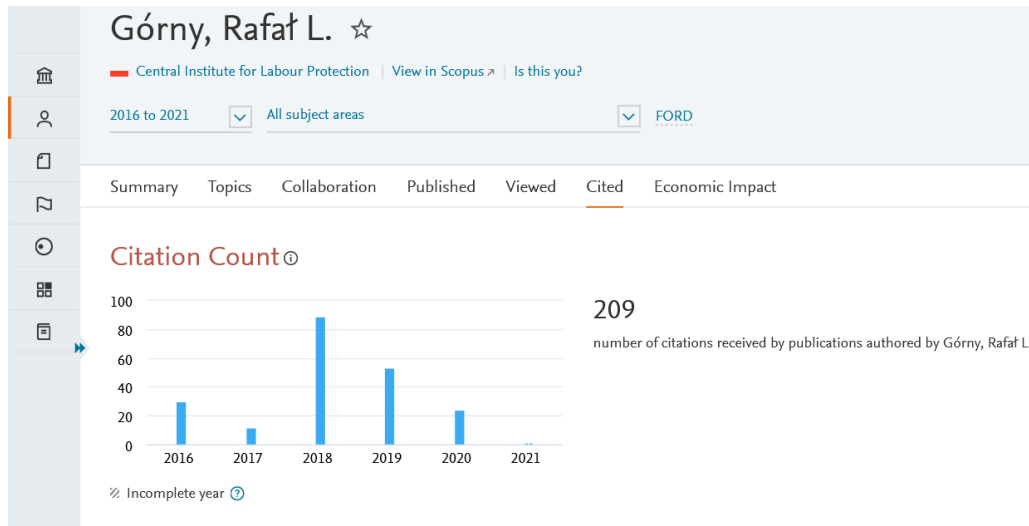 Górny, Rafał L.
Central Institute for Labour Protection | View in Scopus ↗ | Is this you?
2016 to 2021 All subject areas FORD
Summary Topics Collaboration Published Viewed Cited Economic Impact
Citation Count
100
80
60
40
20
0
2016 2017 2018 2019 2020 2021
Incomplete year ?
209
number of citations received by publications authored by Górny, Rafał L